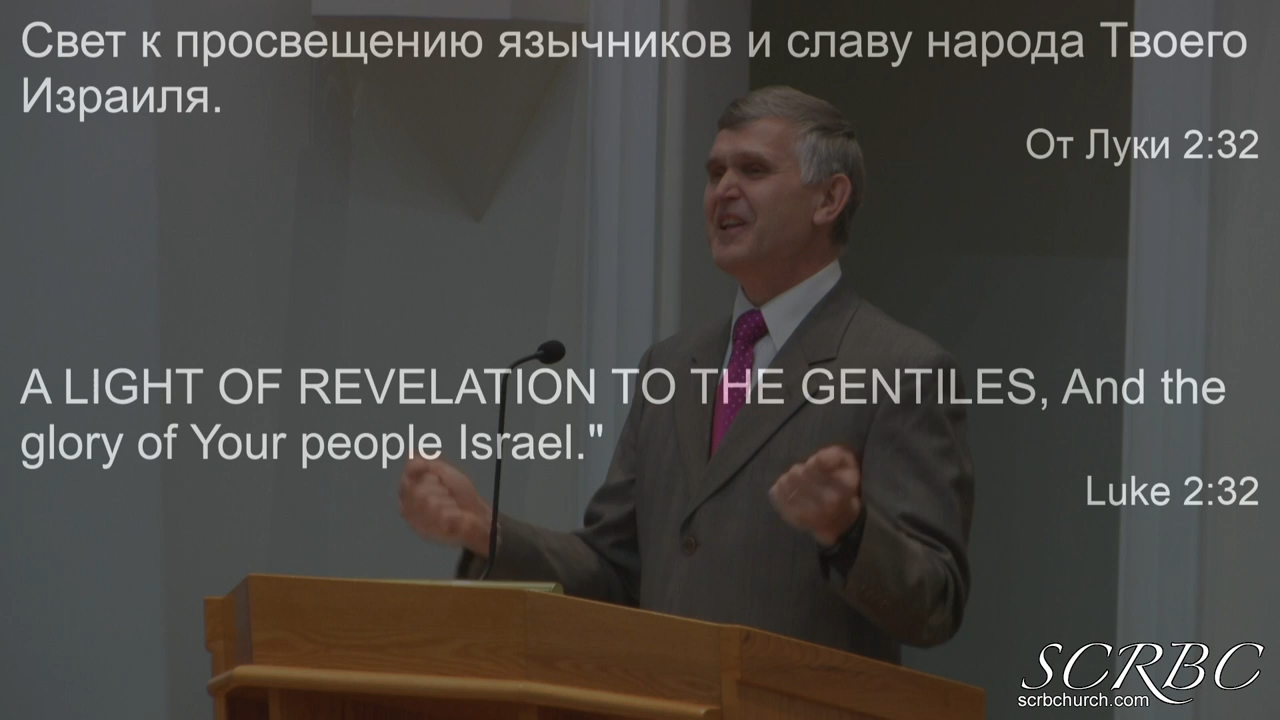 Свет к просвещению язычников и славу народа Твоего
Израиля.
От Луки 2:32
A LIGHT OF REVELATION TO THE GENTILES, And the
glory of Your people Israel."
Luke 2:32
SCRBC
scrbchurch.com